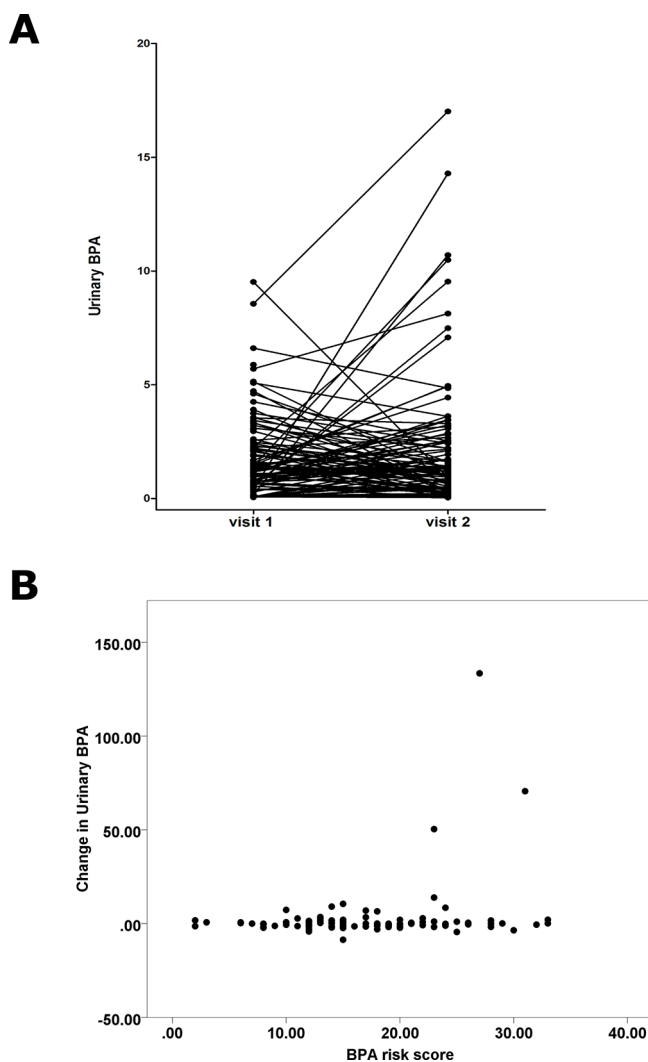 A
20
15
10
5
0
Urinary BPA
visit 1 visit 2
B
150.00
100.00
50.00
.00
-50.00
Change in Urinary BPA
.00 10.00 20.00 30.00 40.00
BPA risk score